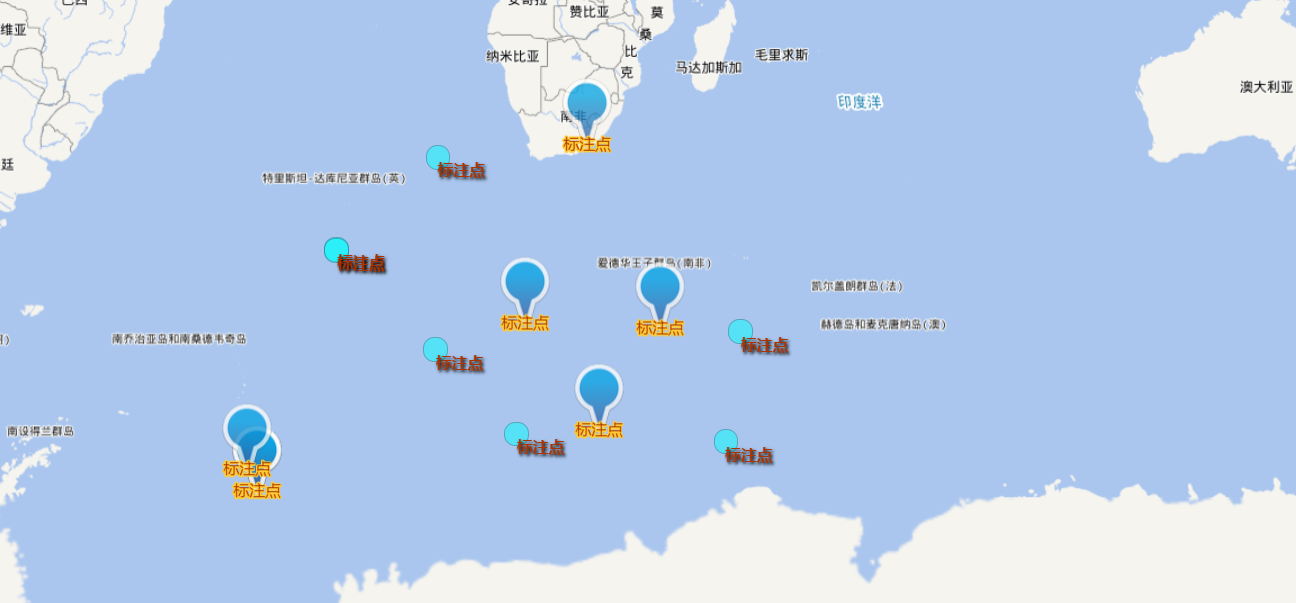 巴西
安哥拉
赞比亚
莫
桑
比
克
维亚
纳米比亚
马达加斯加
毛里求斯
澳大利亚
印度洋
南非
标注点
廷
标注点
特里斯坦-达库尼亚群岛(英)
标注点
爱德华王子群岛(南非)
凯尔盖朗群岛(法)
标注点
标注点
赫德岛和麦克唐纳岛(澳)
南乔治亚岛和南桑德韦奇岛
标注点
标注点
标注点
南设得兰群岛
标注点
标注点
标注点
标注点